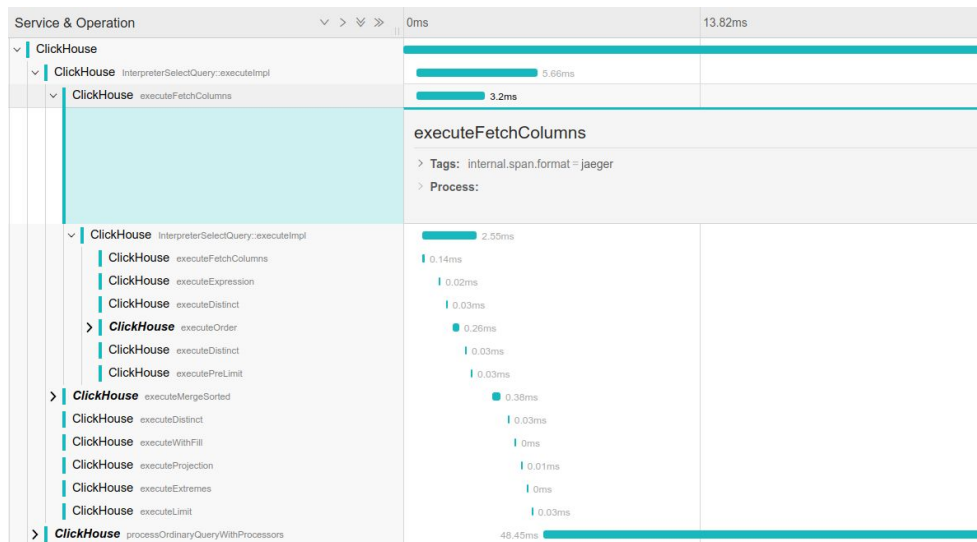 Service & Operation 0ms 13.82ms
ClickHouse
ClickHouse InterpreterSelectQuery::executeImpl 5.66ms
ClickHouse executeFetchColumns 3.2ms
executeFetchColumns
Tags: internal.span.format = jaeger
Process:
ClickHouse InterpreterSelectQuery::executeImpl 2.55ms
ClickHouse executeFetchColumns 0.14ms
ClickHouse executeExpression 0.02ms
ClickHouse executeDistinct 0.03ms
ClickHouse executeOrder 0.26ms
ClickHouse executeDistinct 0.03ms
ClickHouse executePreLimit 0.03ms
ClickHouse executeMergeSorted 0.38ms
ClickHouse executeDistinct 0.03ms
ClickHouse executeWithFill 0ms
ClickHouse executeProjection 0.01ms
ClickHouse executeExtremes 0ms
ClickHouse executeLimit 0.03ms
ClickHouse processOrdinaryQueryWithProcessors 48.45ms